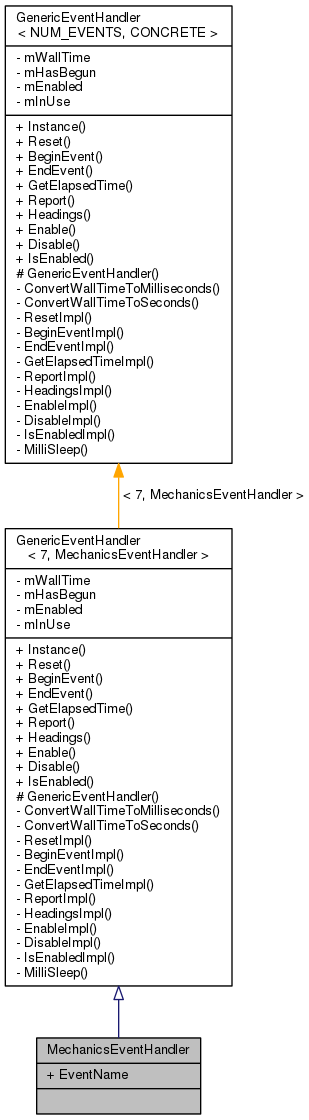 GenericEventHandler
< NUM_EVENTS, CONCRETE >
- mWallTime
- mHasBegun
- mEnabled
- mInUse
+ Instance()
+ Reset()
+ BeginEvent()
+ EndEvent()
+ GetElapsedTime()
+ Report()
+ Headings()
+ Enable()
+ Disable()
+ IsEnabled()
# GenericEventHandler()
- ConvertWallTimeToMilliseconds()
- ConvertWallTimeToSeconds()
- ResetImpl()
- BeginEventImpl()
- EndEventImpl()
- GetElapsedTimeImpl()
- ReportImpl()
- HeadingsImpl()
- EnableImpl()
- DisableImpl()
- IsEnabledImpl()
- MilliSleep()
< 7, MechanicsEventHandler >
GenericEventHandler
< 7, MechanicsEventHandler >
- mWallTime
- mHasBegun
- mEnabled
- mInUse
+ Instance()
+ Reset()
+ BeginEvent()
+ EndEvent()
+ GetElapsedTime()
+ Report()
+ Headings()
+ Enable()
+ Disable()
+ IsEnabled()
# GenericEventHandler()
- ConvertWallTimeToMilliseconds()
- ConvertWallTimeToSeconds()
- ResetImpl()
- BeginEventImpl()
- EndEventImpl()
- GetElapsedTimeImpl()
- ReportImpl()
- HeadingsImpl()
- EnableImpl()
- DisableImpl()
- IsEnabledImpl()
- MilliSleep()
MechanicsEventHandler
+ EventName